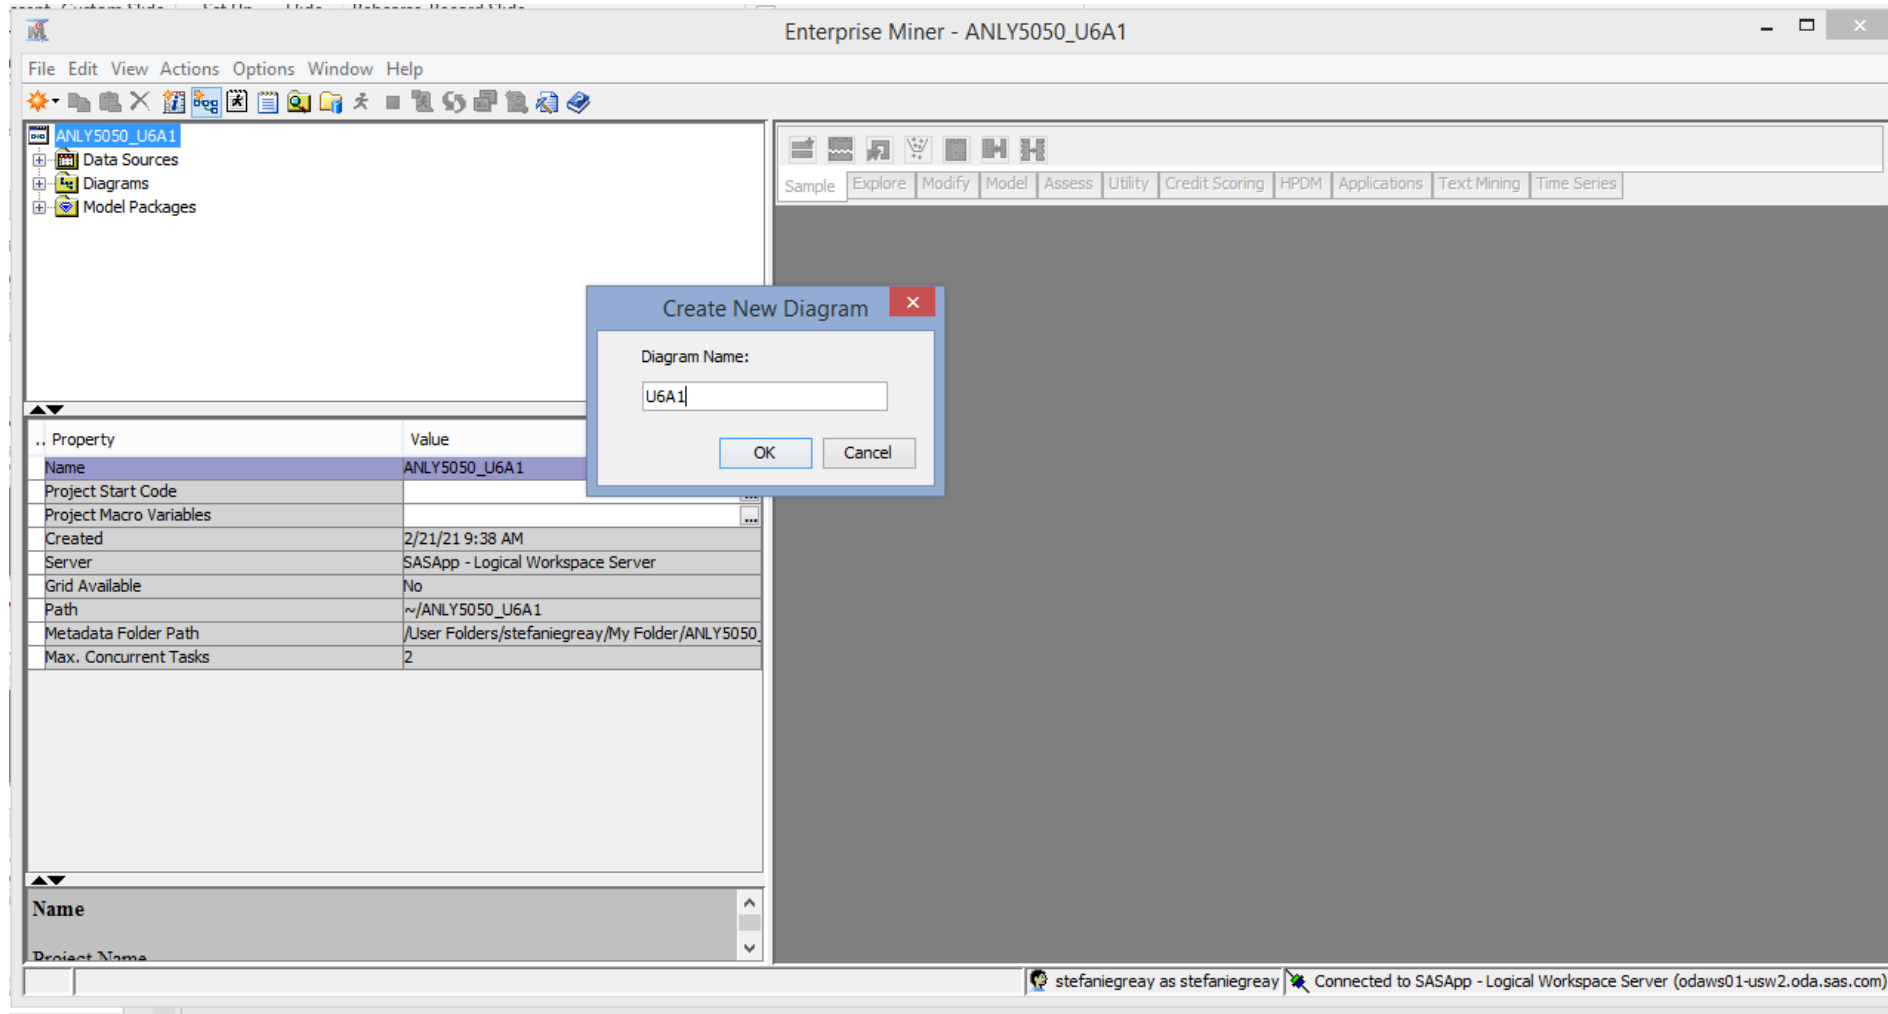 Enterprise Miner - ANLY5050_U6A1
File Edit View Actions Options Window Help
ANLY5050_U6A1
Data Sources
Diagrams
Model Packages
Sample Explore Modify Model Assess Utility Credit Scoring HPDM Applications Text Mining Time Series
Create New Diagram
Diagram Name:
U6A1
OK Cancel
.. Property Value
Name ANLY5050_U6A1
Project Start Code
Project Macro Variables ...
Created 2/21/21 9:38 AM
Server SASApp - Logical Workspace Server
Grid Available No
Path ~/ANLY5050_U6A1
Metadata Folder Path /User Folders/stefaniegreay/My Folder/ANLY5050_
Max. Concurrent Tasks 2
Name
Project Name
stefaniegreay as stefaniegreay Connected to SASApp - Logical Workspace Server (odaws01-usw2.oda.sas.com)